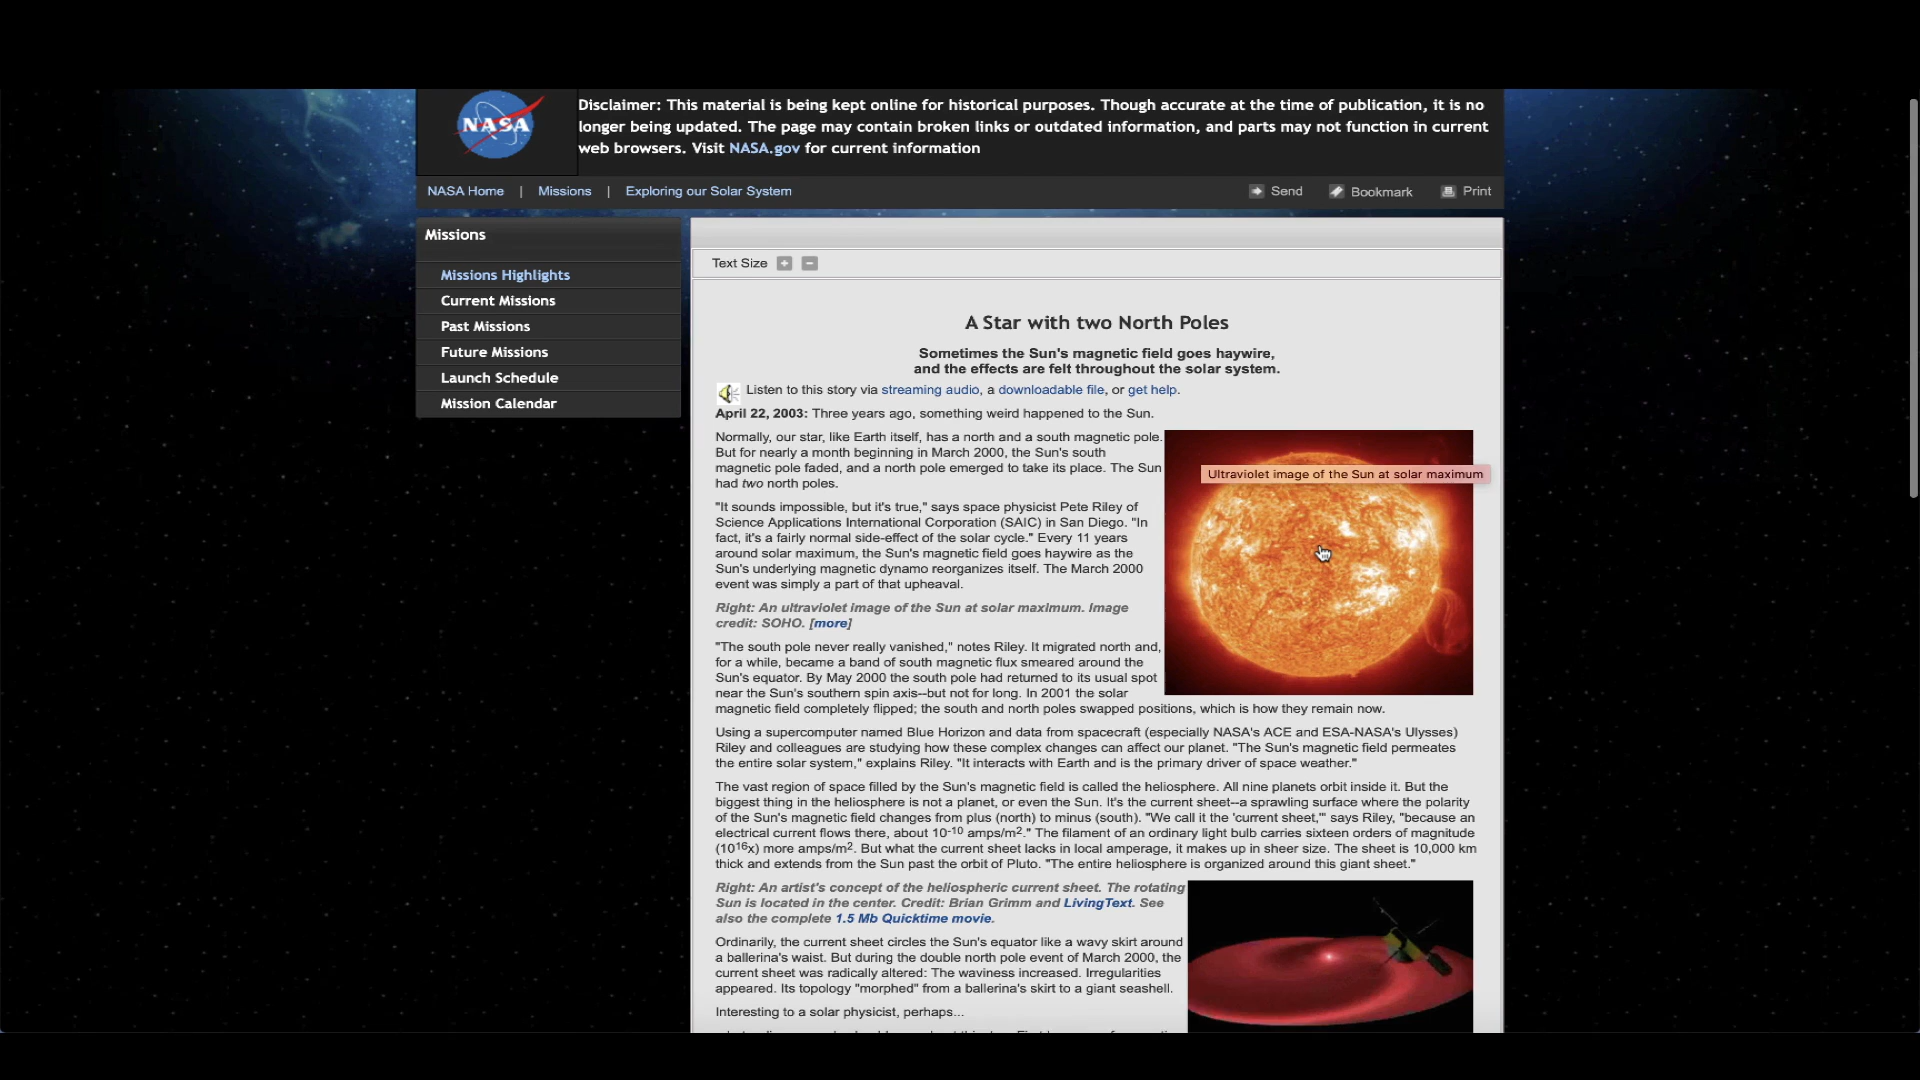 NASA
Disclaimer: This material is being kept online for historical purposes. Though accurate at the time of publication, it is no
longer being updated. The page may contain broken links or outdated information, and parts may not function in current
web browsers. Visit NASA.gov for current information
NASA Home | Missions | Exploring our Solar System
Send Bookmark Print
Missions
Missions Highlights
Current Missions
Past Missions
Future Missions
Launch Schedule
Mission Calendar
Text Size + -
A Star with two North Poles
Sometimes the Sun's magnetic field goes haywire,
and the effects are felt throughout the solar system.
Listen to this story via streaming audio, a downloadable file, or get help.
April 22, 2003: Three years ago, something weird happened to the Sun.
Normally, our star, like Earth itself, has a north and a south magnetic pole.
But for nearly a month beginning in March 2000, the Sun's south
magnetic pole faded, and a north pole emerged to take its place. The Sun
had two north poles.
Ultraviolet image of the Sun at solar maximum
"It sounds impossible, but it's true," says space physicist Pete Riley of
Science Applications International Corporation (SAIC) in San Diego. "In
fact, it's a fairly normal side-effect of the solar cycle." Every 11 years
around solar maximum, the Sun's magnetic field goes haywire as the
Sun's underlying magnetic dynamo reorganizes itself. The March 2000
event was simply a part of that upheaval.
Right: An ultraviolet image of the Sun at solar maximum. Image
credit: SOHO. [more]
"The south pole never really vanished," notes Riley. It migrated north and,
for a while, became a band of south magnetic flux smeared around the
Sun's equator. By May 2000 the south pole had returned to its usual spot
near the Sun's southern spin axis--but not for long. In 2001 the solar
magnetic field completely flipped; the south and north poles swapped positions, which is how they remain now.
Using a supercomputer named Blue Horizon and data from spacecraft (especially NASA's ACE and ESA-NASA's Ulysses)
Riley and colleagues are studying how these complex changes can affect our planet. "The Sun's magnetic field permeates
the entire solar system," explains Riley. "It interacts with Earth and is the primary driver of space weather."
The vast region of space filled by the Sun's magnetic field is called the heliosphere. All nine planets orbit inside it. But the
biggest thing in the heliosphere is not a planet, or even the Sun. It's the current sheet--a sprawling surface where the polarity
of the Sun's magnetic field changes from plus (north) to minus (south). "We call it the 'current sheet,'" says Riley, "because an
electrical current flows there, about 10⁻¹⁰ amps/m²." The filament of an ordinary light bulb carries sixteen orders of magnitude
(10¹⁶x) more amps/m². But what the current sheet lacks in local amperage, it makes up in sheer size. The sheet is 10,000 km
thick and extends from the Sun past the orbit of Pluto. "The entire heliosphere is organized around this giant sheet."
Right: An artist's concept of the heliospheric current sheet. The rotating
Sun is located in the center. Credit: Brian Grimm and LivingText. See
also the complete 1.5 Mb Quicktime movie.
Ordinarily, the current sheet circles the Sun's equator like a wavy skirt around
a ballerina's waist. But during the double north pole event of March 2000, the
current sheet was radically altered: The waviness increased. Irregularities
appeared. Its topology "morphed" from a ballerina's skirt to a giant seashell.
Interesting to a solar physicist, perhaps...